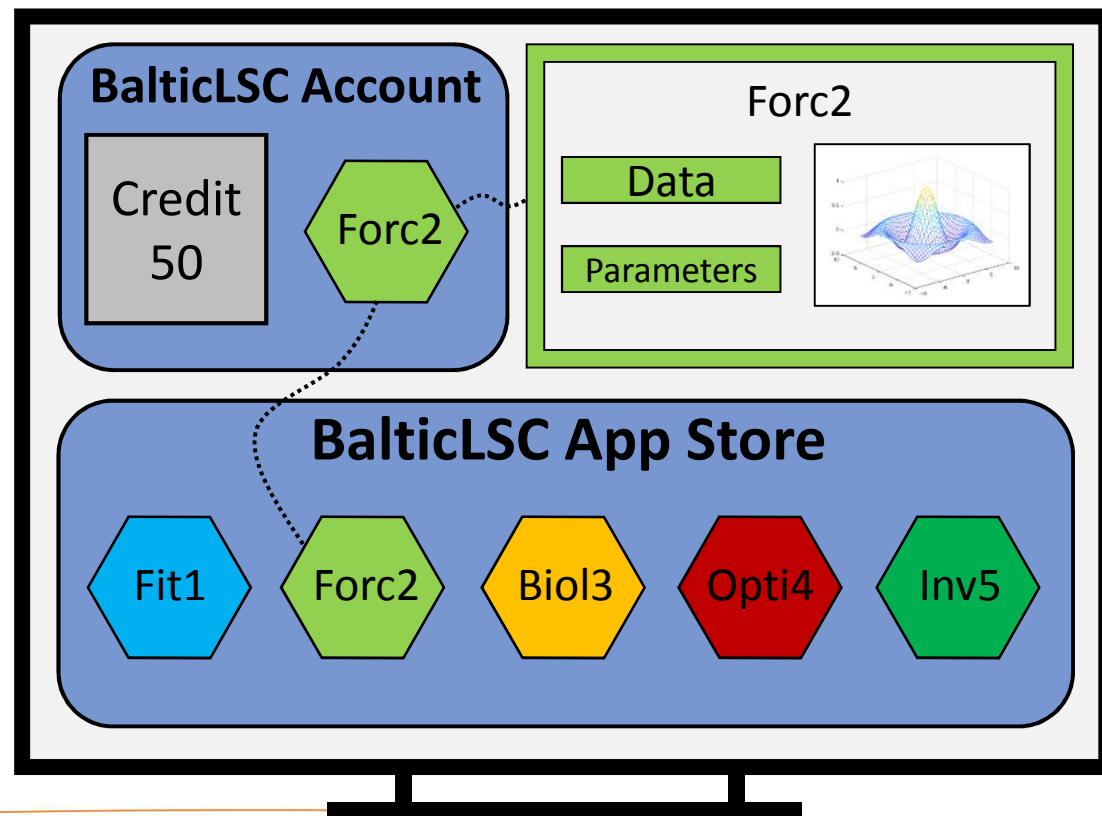 BalticLSC Account
Credit
50
Forc2
Forc2
Data
Parameters
BalticLSC App Store
Fit1
Forc2
Biol3
Opti4
Inv5